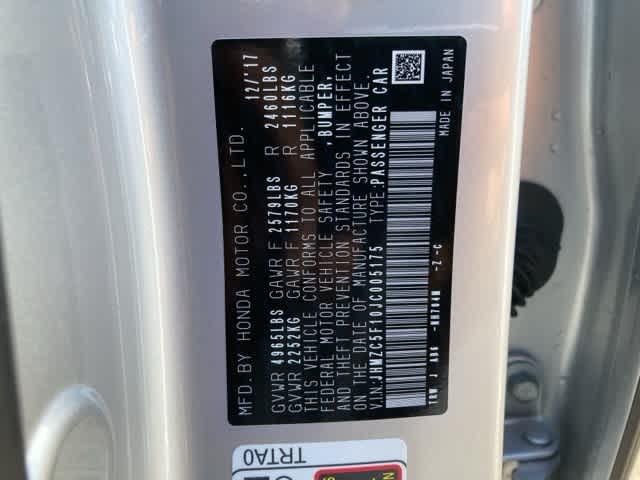 MFD. BY HONDA MOTOR CO.,LTD. 12/'17
GVWR 4965LBS GAWR F 2579LBS R 2460LBS
GVWR 2252KG GAWR F 1170KG R 1116KG
THIS VEHICLE CONFORMS TO ALL APPLICABLE
FEDERAL MOTOR VEHICLE SAFETY ,BUMPER,
AND THEFT PREVENTION STANDARDS IN EFFECT
ON THE DATE OF MANUFACTURE SHOWN ABOVE.
V.I.N.:JHMZC5F10JC005175 TYPE:PASSENGER CAR
-NH704M -Z -C
MADE IN JAPAN
TRTA0